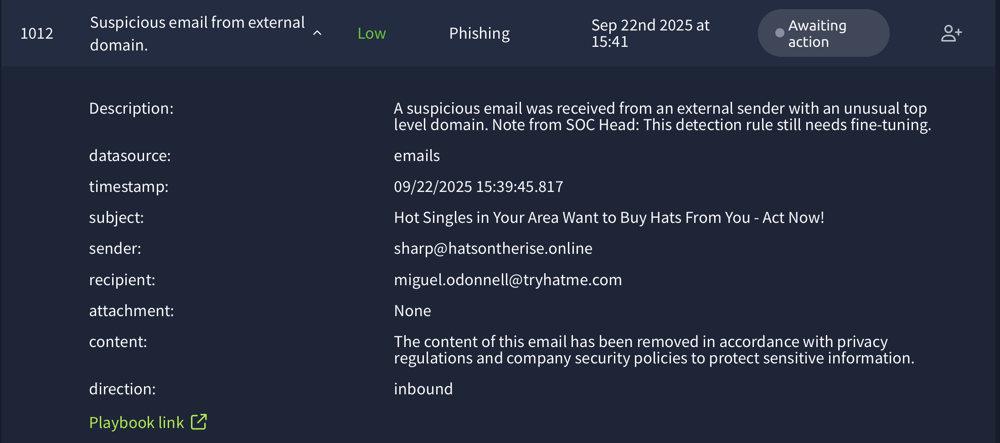 1012
Suspicious email from external
domain.
Low
Phishing
Sep 22nd 2025 at
15:41
Awaiting
action
Description:
A suspicious email was received from an external sender with an unusual top
level domain. Note from SOC Head: This detection rule still needs fine-tuning.
datasource:
emails
timestamp:
09/22/2025 15:39:45.817
subject:
Hot Singles in Your Area Want to Buy Hats From You - Act Now!
sender:
sharp@hatsontherise.online
recipient:
miguel.odonnell@tryhatme.com
attachment:
None
content:
The content of this email has been removed in accordance with privacy
regulations and company security policies to protect sensitive information.
direction:
inbound
Playbook link